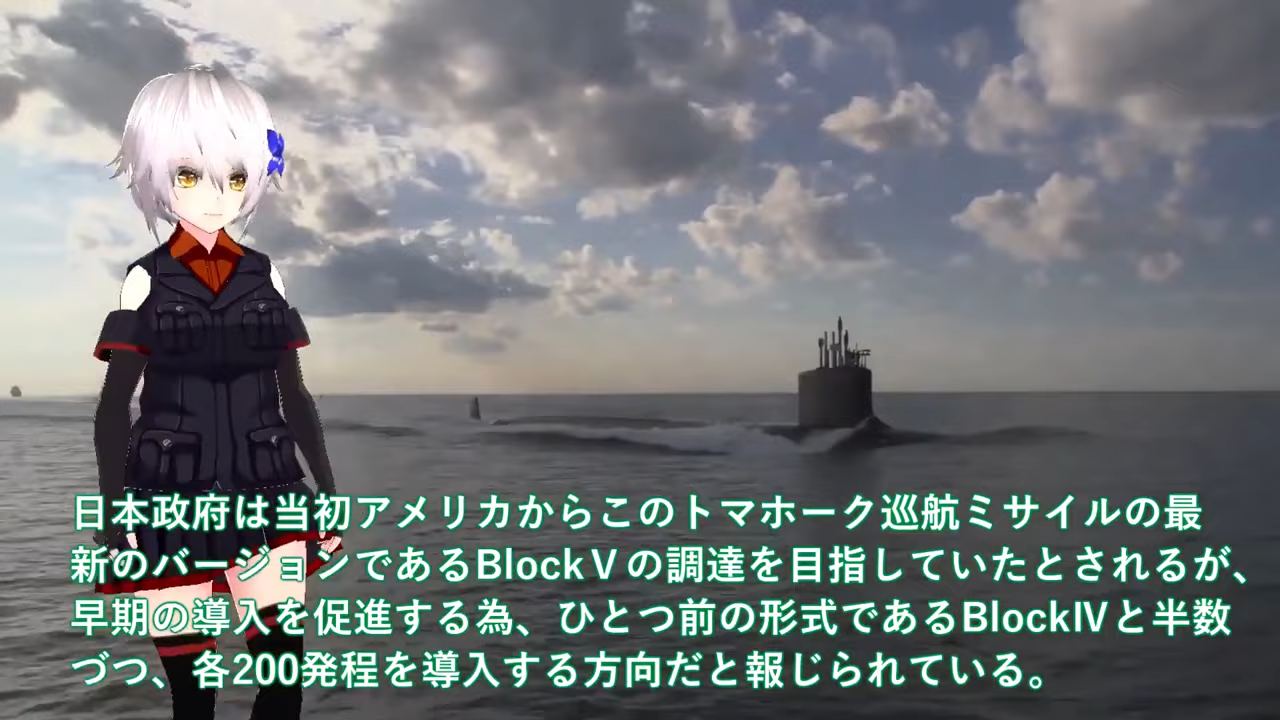 日本政府は当初アメリカからこのトマホーク巡航ミサイルの最
新のバージョンであるBlockⅤの調達を目指していたとされるが、
早期の導入を促進する為、ひとつ前の形式であるBlockⅣと半数
づつ、各200発程を導入する方向だと報じられている。